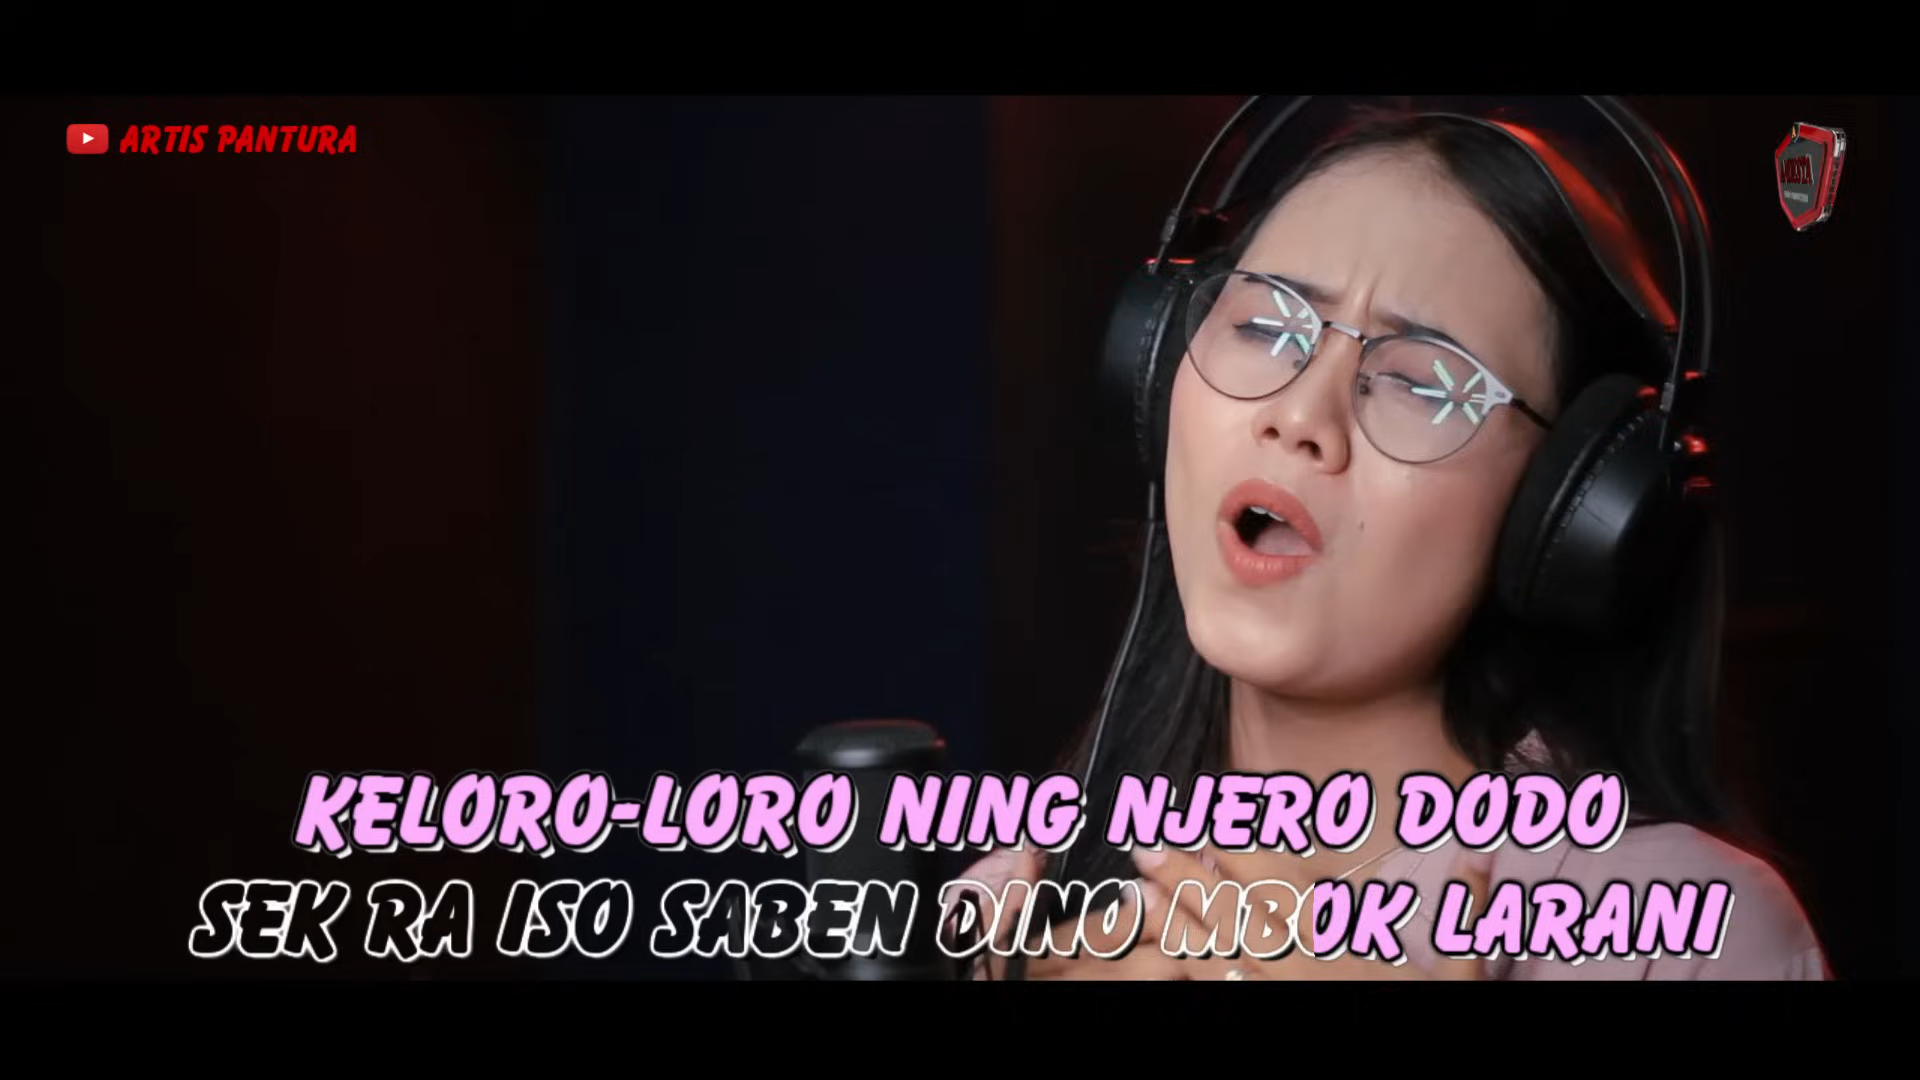 ARTIS PANTURA
KELORO-LORO NING NJERO DODO
SEK RA ISO SABEN DINO MBOK LARANI